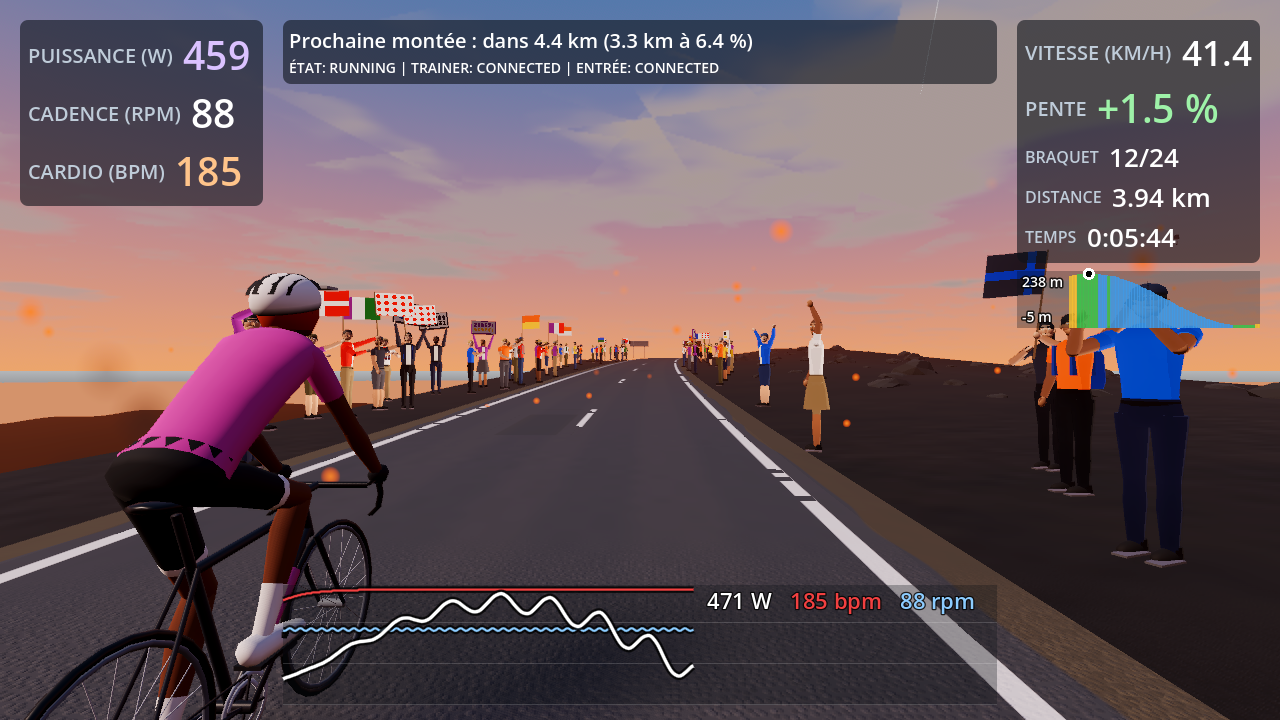 PUISSANCE (W) 459
CADENCE (RPM) 88
CARDIO (BPM) 185
Prochaine montée : dans 4.4 km (3.3 km à 6.4 %)
ÉTAT: RUNNING | TRAINER: CONNECTED | ENTRÉE: CONNECTED
VITESSE (KM/H) 41.4
PENTE +1.5 %
BRAQUET 12/24
DISTANCE 3.94 km
TEMPS 0:05:44
238 m
-5 m
471 W 185 bpm 88 rpm